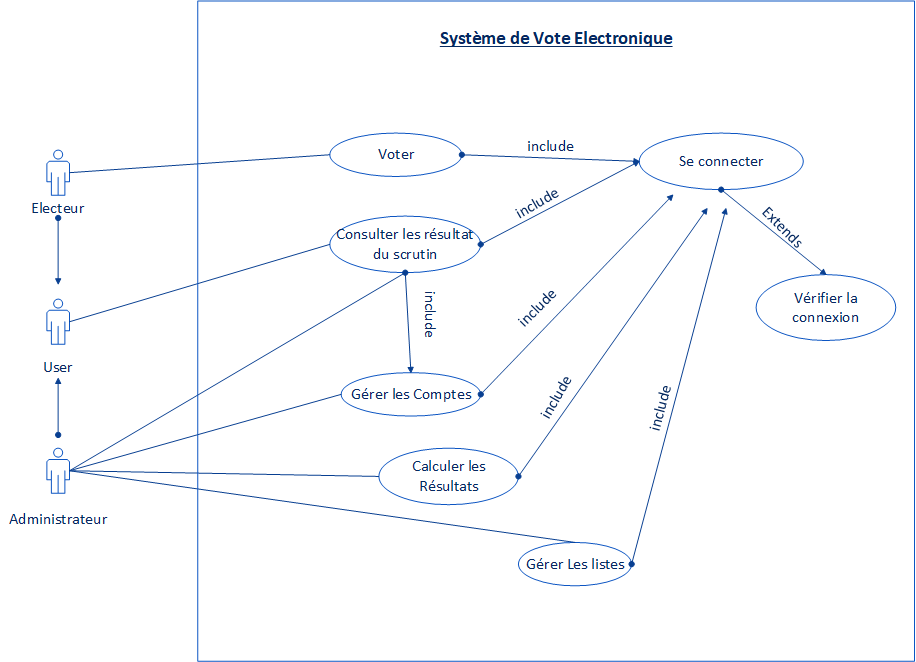 Système de Vote Electronique
Voter
include
Se connecter
Electeur
include
Consulter les résultat
du scrutin
Extends
include
include
Vérifier la
connexion
User
Gérer les Comptes
include
include
Calculer les
Résultats
Administrateur
Gérer Les listes